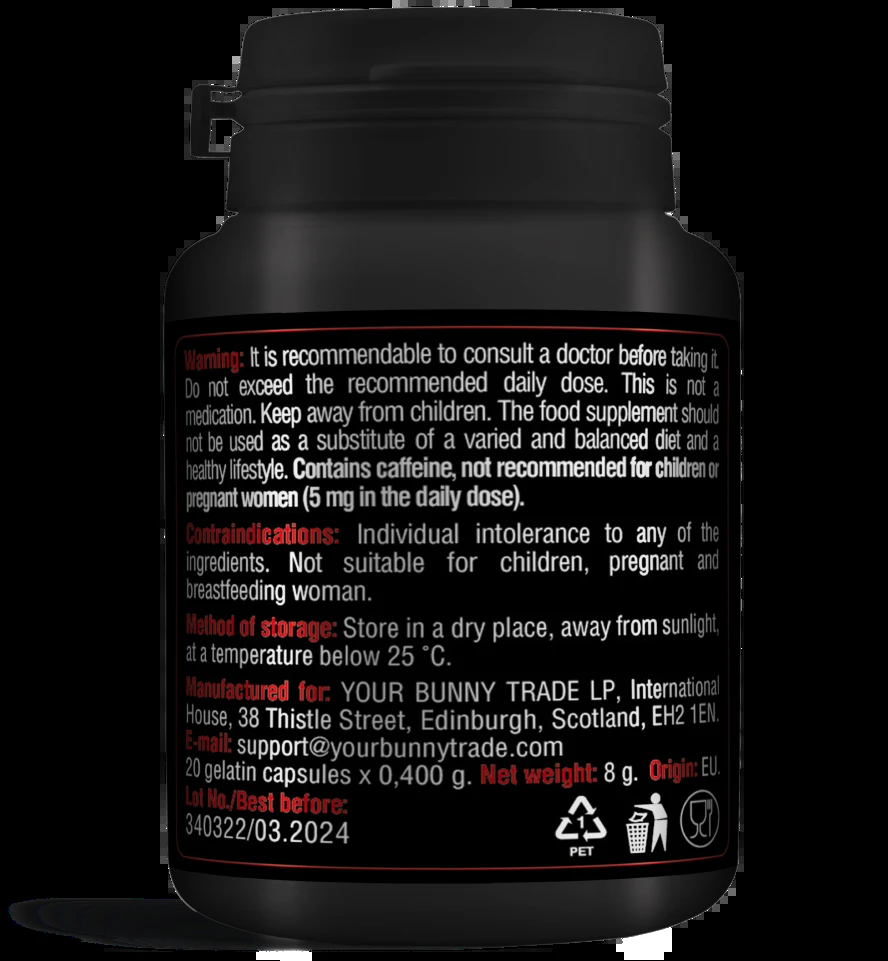 Warning: It is recommendable to consult a doctor before taking it.
Do not exceed the recommended daily dose. This is not a
medication. Keep away from children. The food supplement should
not be used as a substitute of a varied and balanced diet and a
healthy lifestyle. Contains caffeine, not recommended for children or
pregnant women (5 mg in the daily dose).
Contraindications: Individual intolerance to any of the
ingredients. Not suitable for children, pregnant and
breastfeeding woman.
Method of storage: Store in a dry place, away from sunlight,
at a temperature below 25 °C.
Manufactured for: YOUR BUNNY TRADE LP, International
House, 38 Thistle Street, Edinburgh, Scotland, EH2 1EN.
E-mail: support@yourbunnytrade.com
20 gelatin capsules x 0,400 g. Net weight: 8 g. Origin: EU.
Lot No./Best before:
340322/03.2024
1
PET